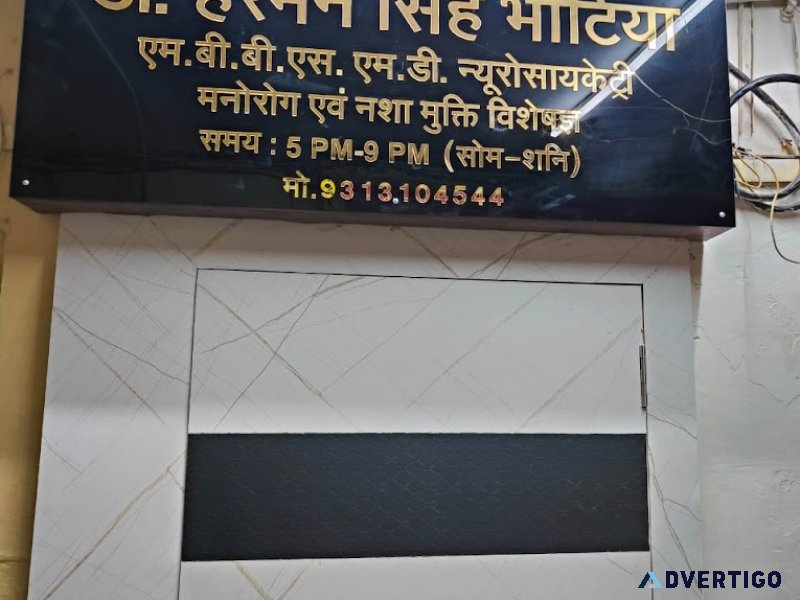 डॉ. हरमन सिंह भाटिया
एम.बी.बी.एस. एम.डी. न्यूरोसायकेट्री
मनोरोग एवं नशा मुक्ति विशेषज्ञ
समय : 5 PM-9 PM (सोम-शनि)
मो.9313104544
ADVERTIGO